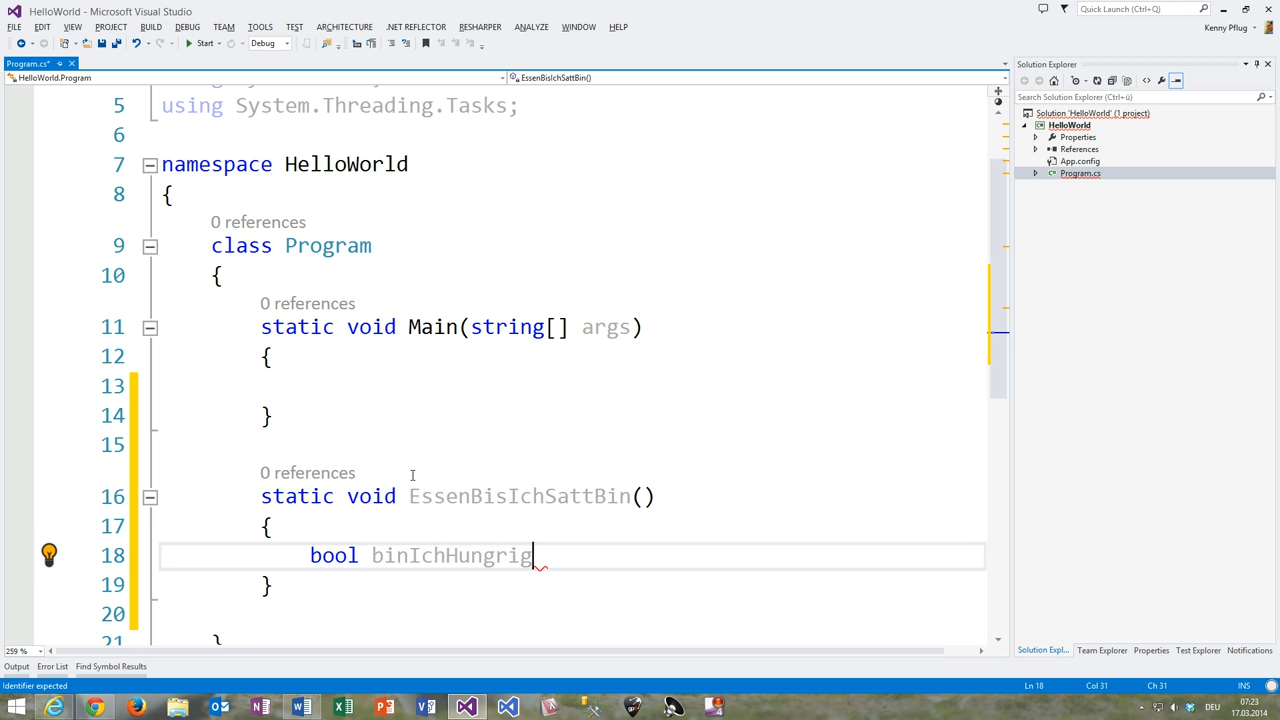 HelloWorld - Microsoft Visual Studio
Quick Launch (Ctrl+Q)
FILE EDIT VIEW PROJECT BUILD DEBUG TEAM TOOLS TEST ARCHITECTURE .NET REFLECTOR RESHARPER ANALYZE WINDOW HELP
Kenny Pflug
Start Debug
Program.cs*
Solution Explorer
HelloWorld.Program
EssenBisIchSattBin()
Search Solution Explorer (Ctrl+ü)
Solution 'HelloWorld' (1 project)
HelloWorld
Properties
References
App.config
Program.cs
5 using System.Threading.Tasks;
6
7 namespace HelloWorld
8 {
0 references
9 class Program
10 {
0 references
11 static void Main(string[] args)
12 {
13
14 }
15
0 references
16 static void EssenBisIchSattBin()
17 {
18 bool binIchHungrig
19 }
20
21 }
259 %
Solution Expl... Team Explorer Properties Test Explorer Notifications
Output Error List Find Symbol Results
Identifier expected
Ln 18 Col 31 Ch 31 INS
DEU
07:23
17.03.2014